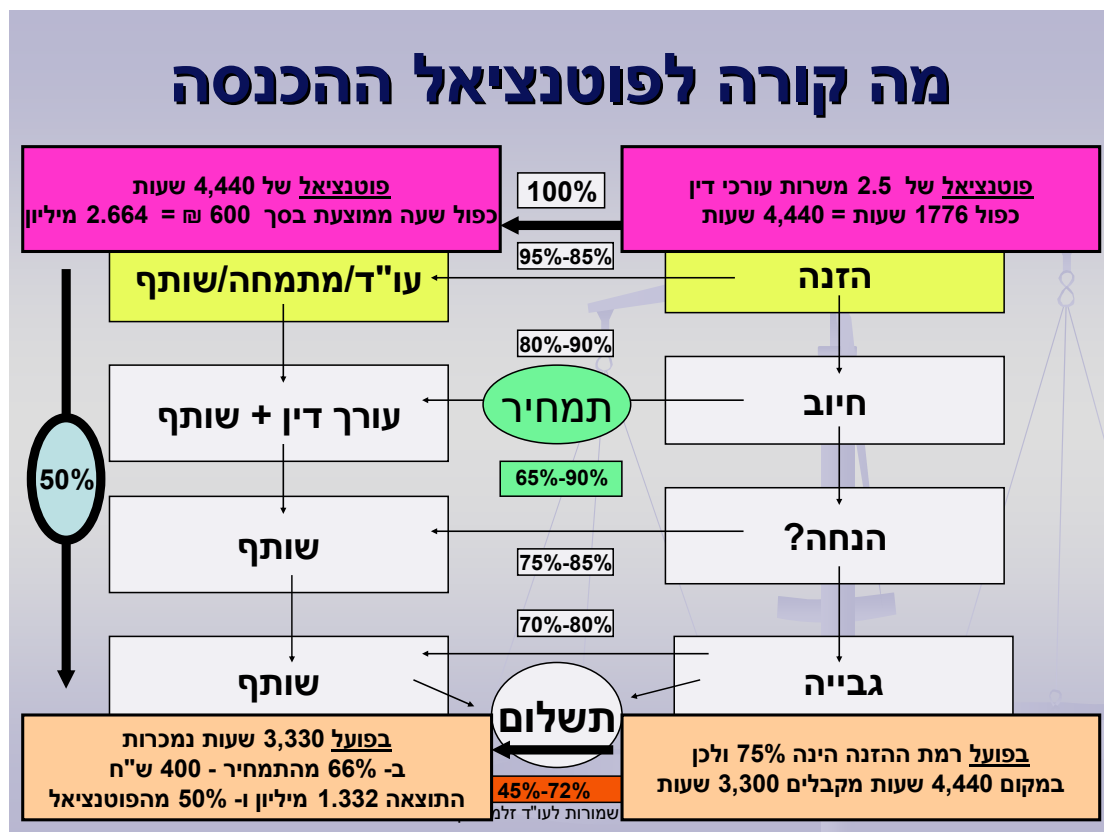 מה קורה לפוטנציאל ההכנסה
פוטנציאל של 2.5 משרות עורכי דין
כפול 1776 שעות = 4,440 שעות
100%
פוטנציאל של 4,440 שעות
כפול שעה ממוצעת בסך 600 ₪ = 2.664 מיליון
95%-85%
הזנה
עו"ד/מתמחה/שותף
80%-90%
חיוב
תמחיר
עורך דין + שותף
65%-90%
50%
הנחה?
שותף
75%-85%
70%-80%
גבייה
שותף
תשלום
בפועל רמת ההזנה הינה 75% ולכן
במקום 4,440 שעות מקבלים 3,300 שעות
בפועל 3,330 שעות נמכרות
ב- 66% מהתמחיר - 400 ש"ח
התוצאה 1.332 מיליון ו- 50% מהפוטנציאל
45%-72%
שמורות לעו"ד